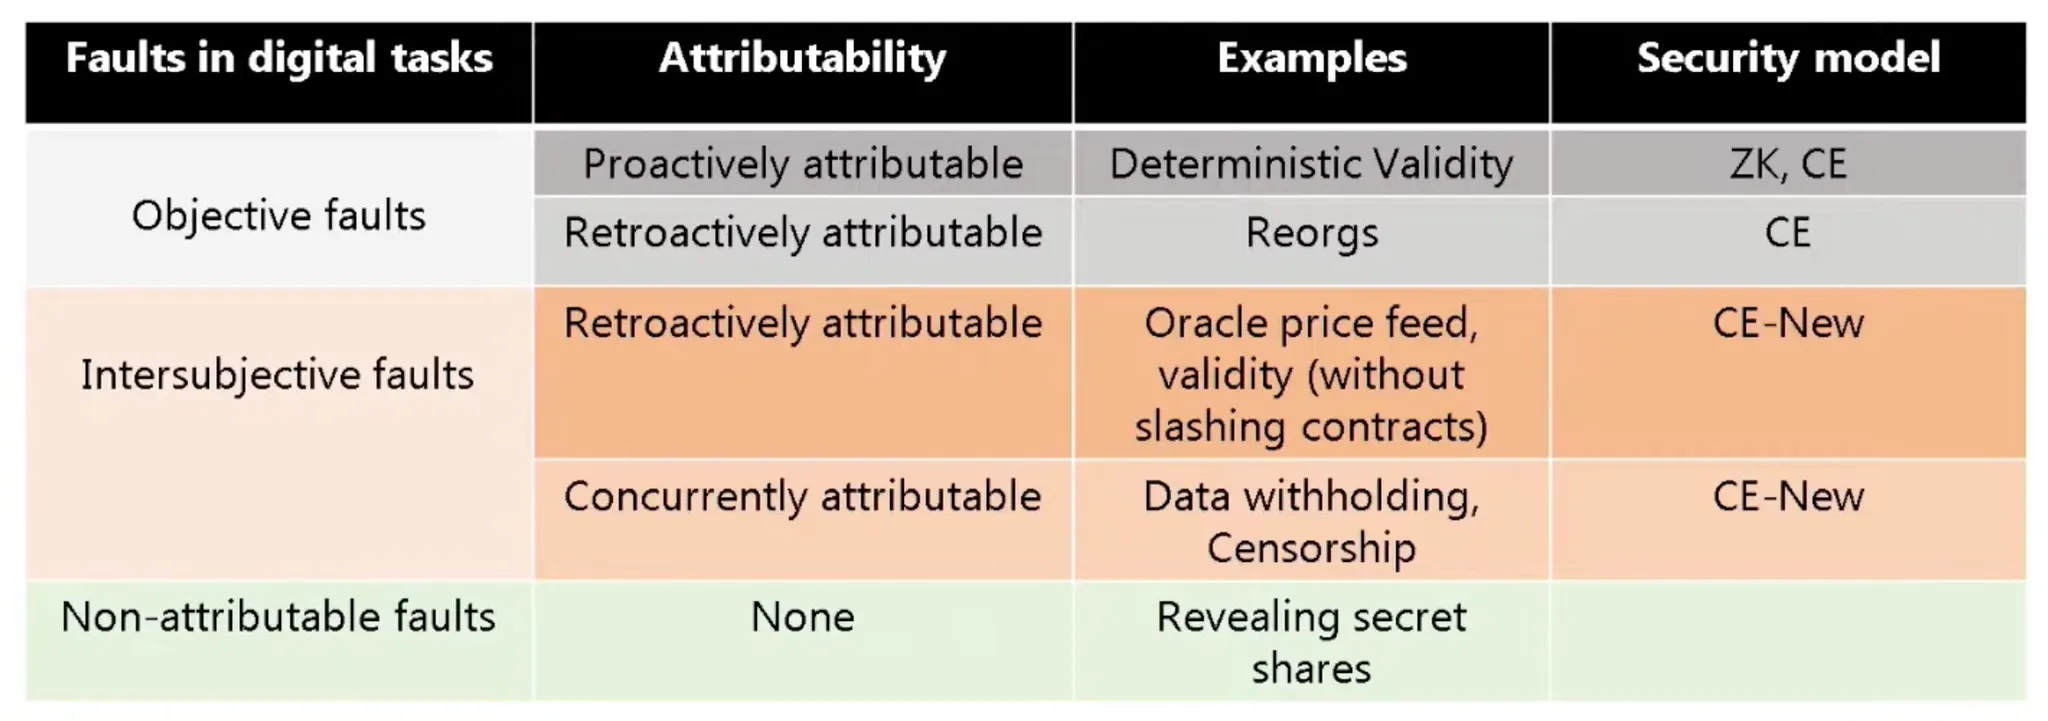 Faults in digital tasks
Attributability
Examples
Security model
Objective faults
Proactively attributable
Deterministic Validity
ZK, CE
Retroactively attributable
Reorgs
CE
Intersubjective faults
Retroactively attributable
Oracle price feed,
validity (without
slashing contracts)
CE-New
Concurrently attributable
Data withholding,
Censorship
CE-New
Non-attributable faults
None
Revealing secret
shares